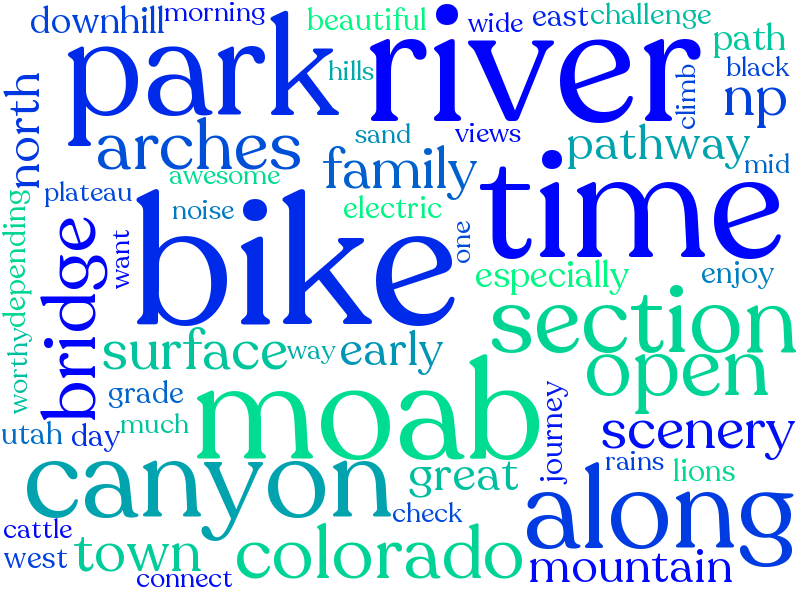 downhill morning beautiful wide east challenge
park river path
hills black
north climb np
arches sand views pathway
family mid
awesome time
plateau noise electric
bike one
depending want especially enjoy
bridge section
worthy surface way early open
grade moab
utah day much journey scenery
canyon great rains lions
check along
cattle
west town colorado mountain
connect